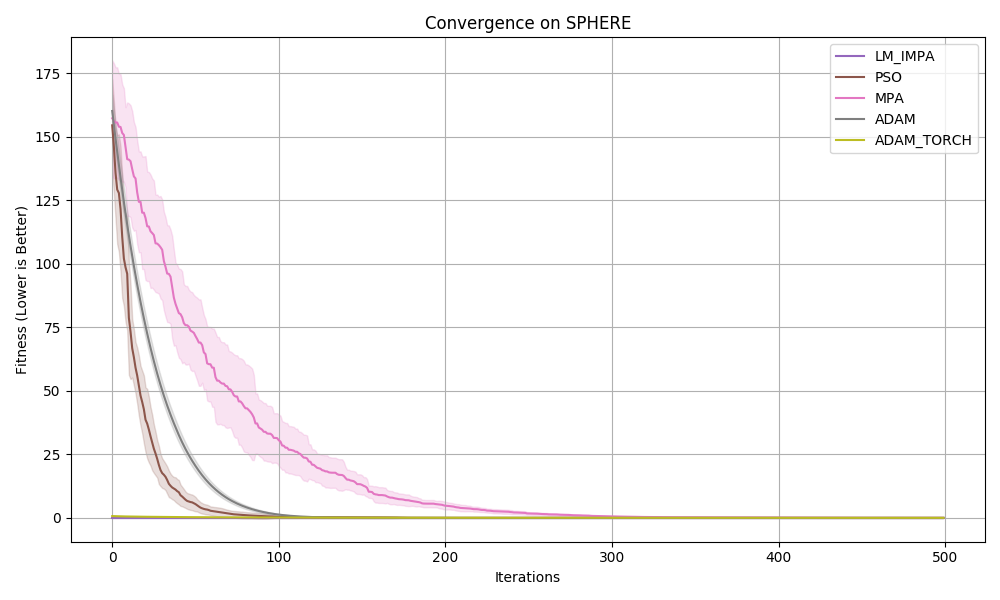 Convergence on SPHERE
Fitness (Lower is Better)
175
150
125
100
75
50
25
0
LM_IMPA
PSO
MPA
ADAM
ADAM_TORCH
0
100
200
300
400
500
Iterations